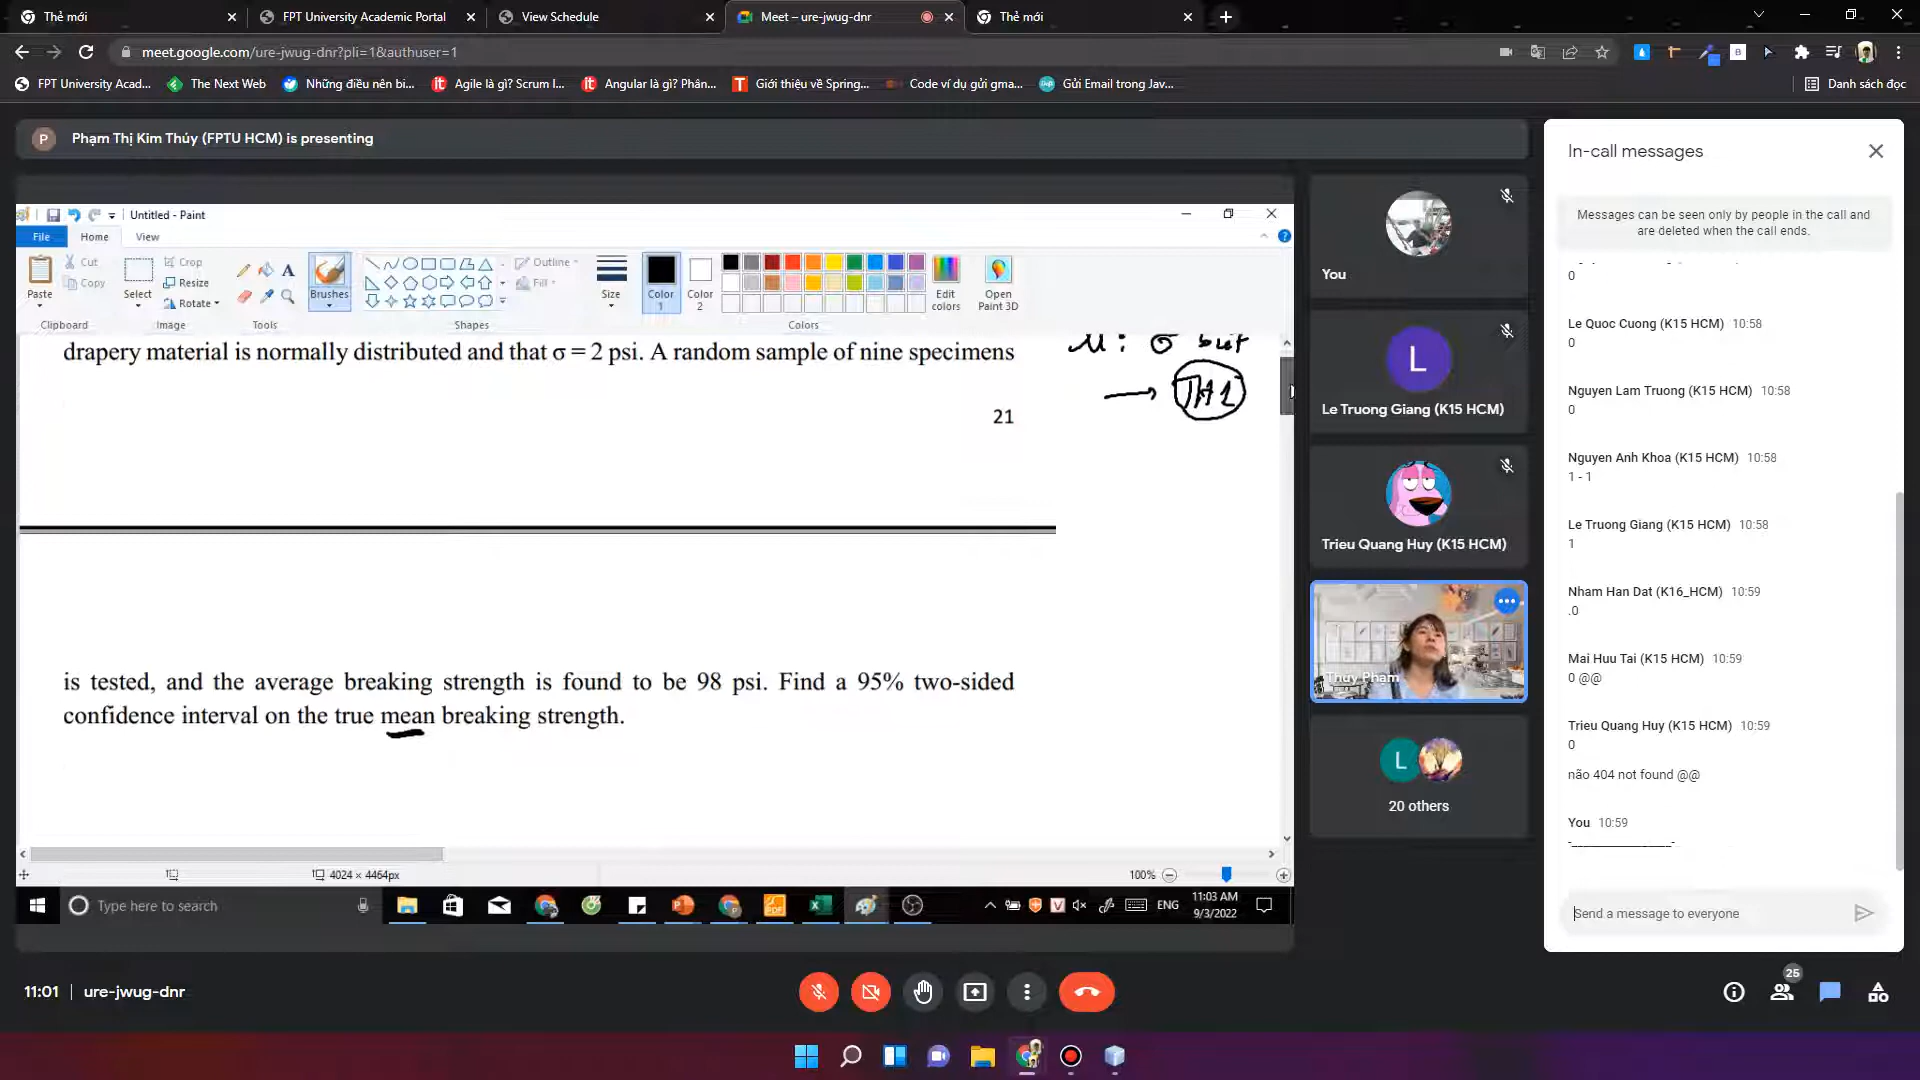 Thẻ mới
FPT University Academic Portal
View Schedule
Meet – ure-jwug-dnr
Thẻ mới
meet.google.com/ure-jwug-dnr?pli=1&authuser=1
FPT University Acad...
The Next Web
Những điều nên bi...
Agile là gì? Scrum I...
Angular là gì? Phân...
Giới thiệu về Spring...
Code ví dụ gửi gma...
Gửi Email trong Jav...
Danh sách đọc
P
Phạm Thị Kim Thúy (FPTU HCM) is presenting
Untitled - Paint
File
Home
View
Paste
Cut
Copy
Clipboard
Select
Crop
Resize
Rotate
Image
Tools
Brushes
Shapes
Outline
Fill
Size
Color
1
Color
2
Colors
Edit
colors
Open
Paint 3D
drapery material is normally distributed and that σ = 2 psi. A random sample of nine specimens
21
μ: σ biet
→ TH1
is tested, and the average breaking strength is found to be 98 psi. Find a 95% two-sided
confidence interval on the true mean breaking strength.
4024 × 4464px
100%
Type here to search
ENG
11:03 AM
9/3/2022
You
L
Le Truong Giang (K15 HCM)
Trieu Quang Huy (K15 HCM)
Thuy Pham
L
20 others
In-call messages
Messages can be seen only by people in the call and
are deleted when the call ends.
0
Le Quoc Cuong (K15 HCM) 10:58
0
Nguyen Lam Truong (K15 HCM) 10:58
0
Nguyen Anh Khoa (K15 HCM) 10:58
1 - 1
Le Truong Giang (K15 HCM) 10:58
1
Nham Han Dat (K16_HCM) 10:59
.0
Mai Huu Tai (K15 HCM) 10:59
0 @@
Trieu Quang Huy (K15 HCM) 10:59
0
não 404 not found @@
You 10:59
Send a message to everyone
11:01 | ure-jwug-dnr
25